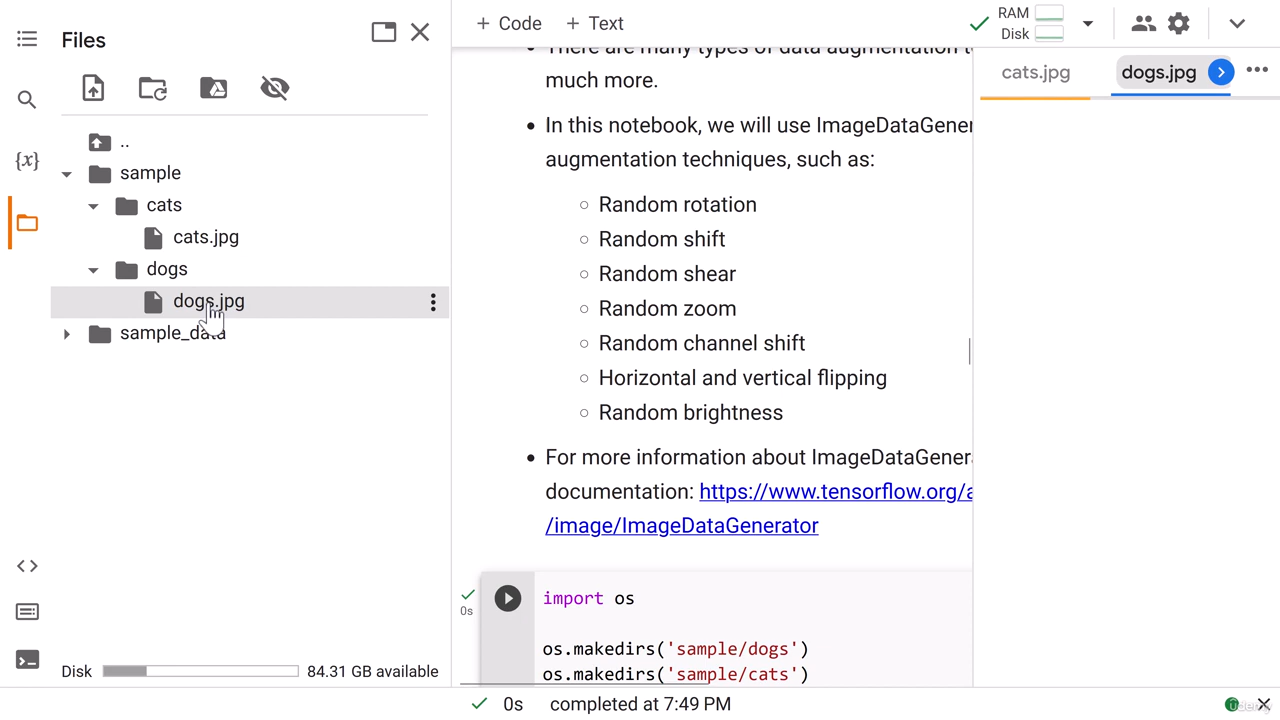 Files
..
sample
cats
cats.jpg
dogs
dogs.jpg
sample_data
{x}
Disk
84.31 GB available
+ Code + Text
RAM
Disk
much more.
• In this notebook, we will use ImageDataGener
augmentation techniques, such as:
○ Random rotation
○ Random shift
○ Random shear
○ Random zoom
○ Random channel shift
○ Horizontal and vertical flipping
○ Random brightness
• For more information about ImageDataGenera
documentation: https://www.tensorflow.org/a
/image/ImageDataGenerator
0s
import os
os.makedirs('sample/dogs')
os.makedirs('sample/cats')
cats.jpg
dogs.jpg
0s completed at 7:49 PM
udemy